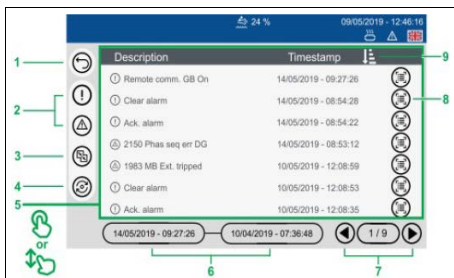 24 %
09/05/2019 - 12:46:16
Description Timestamp
Remote comm. GB On 14/05/2019 - 09:27:26
Clear alarm 14/05/2019 - 08:54:28
Ack. alarm 14/05/2019 - 08:54:22
2150 Phas seq err DG 14/05/2019 - 08:53:12
1983 MB Ext. tripped 10/05/2019 - 12:08:59
Clear alarm 10/05/2019 - 12:08:53
Ack. alarm 10/05/2019 - 12:08:35
14/05/2019 - 09:27:26 10/04/2019 - 07:36:48 1 / 9
1
2
3
4
5
or
6
7
8
9